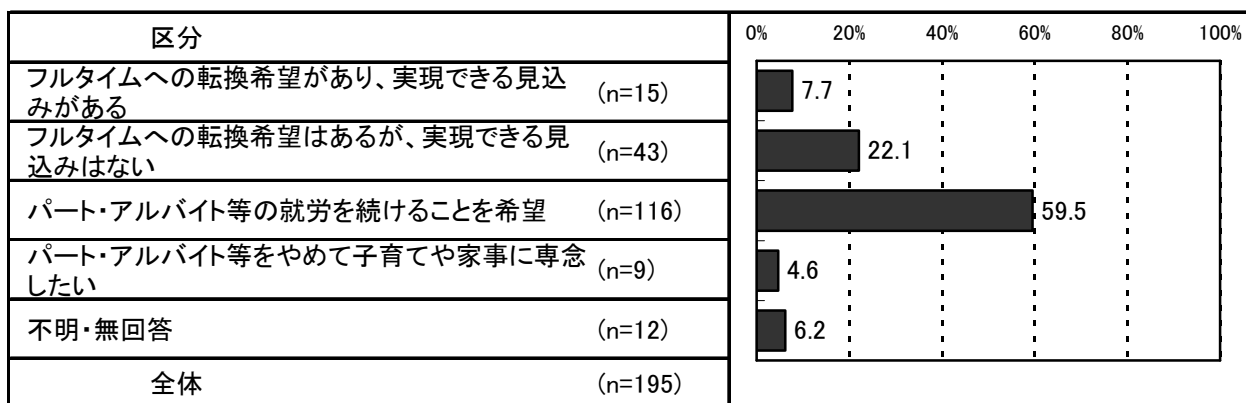 区分
0% 20% 40% 60% 80% 100%
フルタイムへの転換希望があり、実現できる見込
みがある
(n=15)
7.7
フルタイムへの転換希望はあるが、実現できる見
込みはない
(n=43)
22.1
パート・アルバイト等の就労を続けることを希望 (n=116)
59.5
パート・アルバイト等をやめて子育てや家事に専念
したい
(n=9)
4.6
不明・無回答 (n=12)
6.2
全体 (n=195)